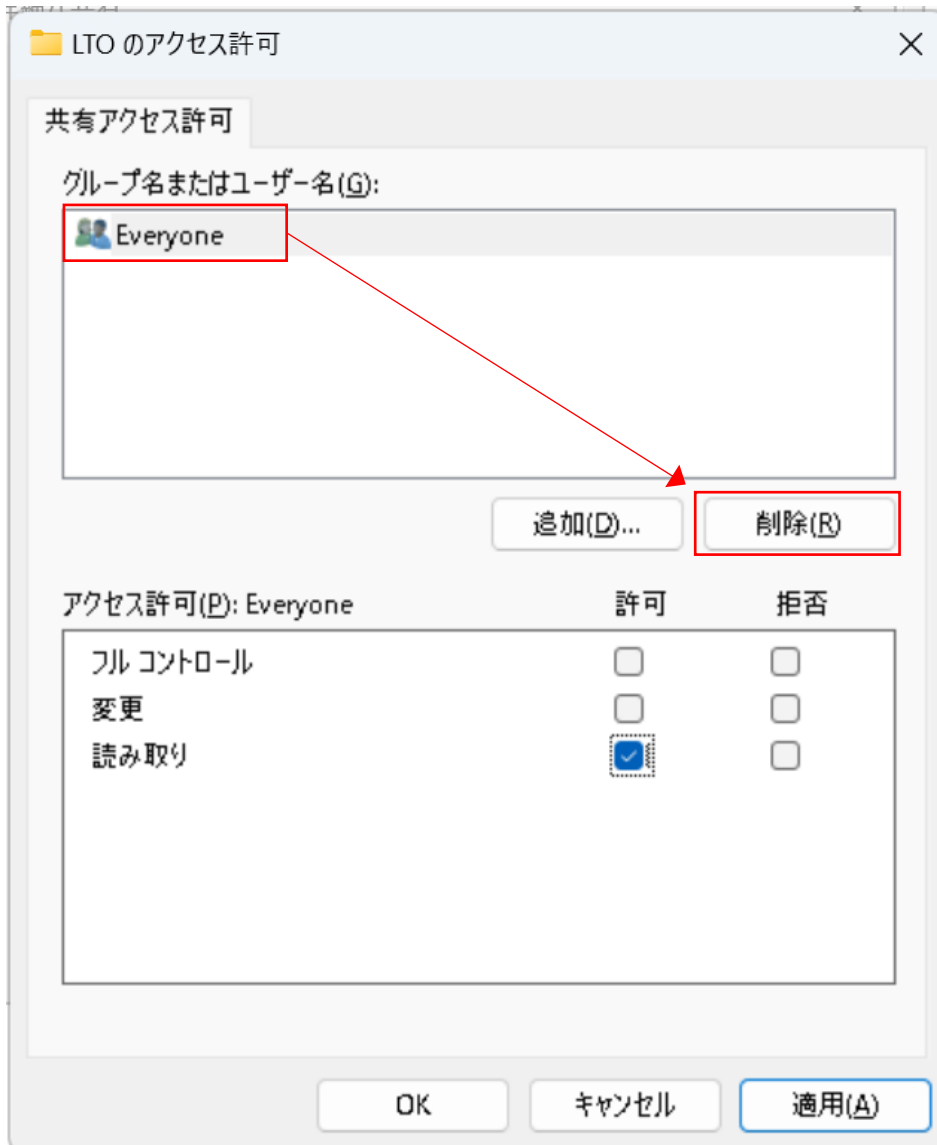 LTO のアクセス許可
共有アクセス許可
グループ名またはユーザー名(G):
Everyone
追加(D)...
削除(R)
アクセス許可(P): Everyone 許可 拒否
フル コントロール
変更
読み取り
OK キャンセル 適用(A)